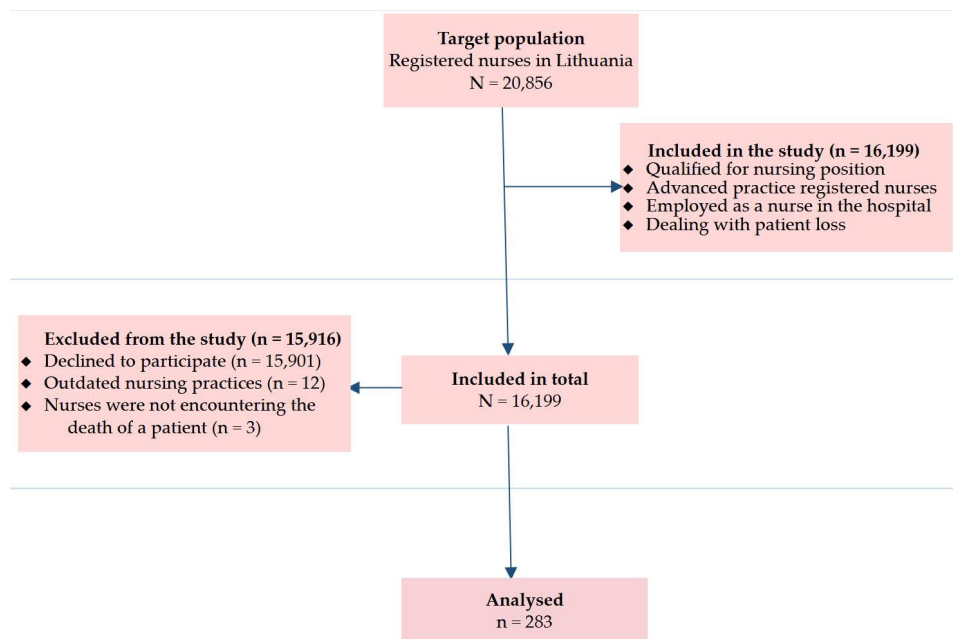 Target population
Registered nurses in Lithuania
N = 20,856
Included in the study (n = 16,199)
◆ Qualified for nursing position
◆ Advanced practice registered nurses
◆ Employed as a nurse in the hospital
◆ Dealing with patient loss
Excluded from the study (n = 15,916)
◆ Declined to participate (n = 15,901)
◆ Outdated nursing practices (n = 12)
◆ Nurses were not encountering the
death of a patient (n = 3)
Included in total
N = 16,199
Analysed
n = 283